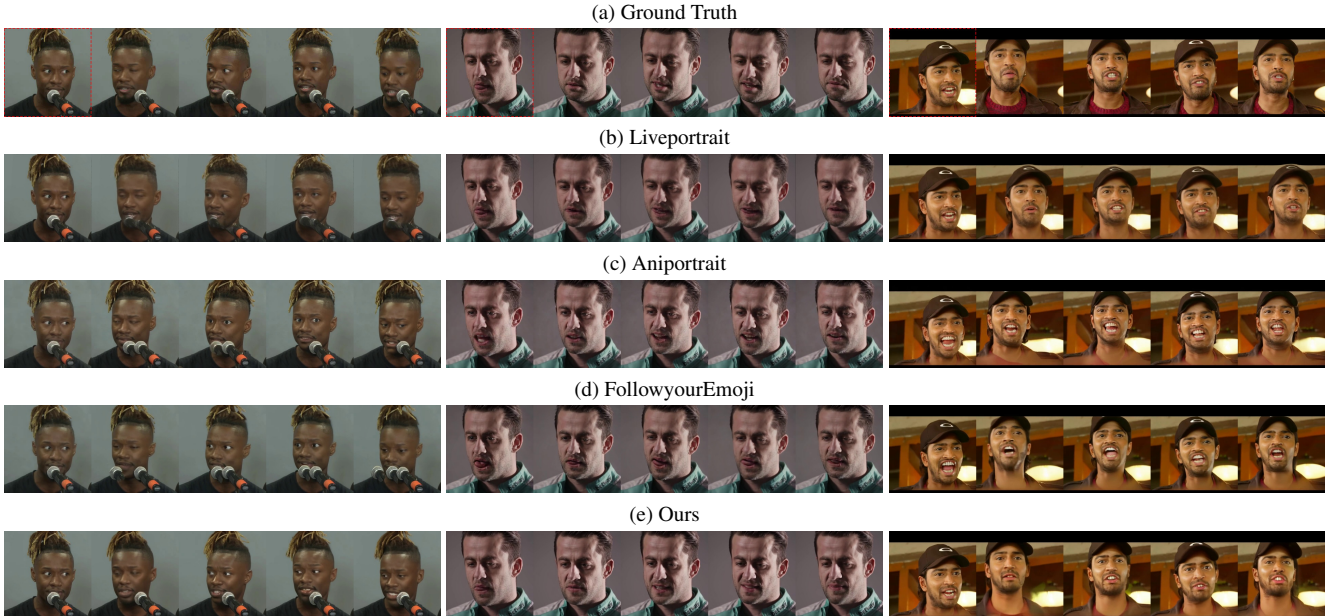 (a) Ground Truth
(b) Liveportrait
(c) Aniportrait
(d) FollowyourEmoji
(e) Ours